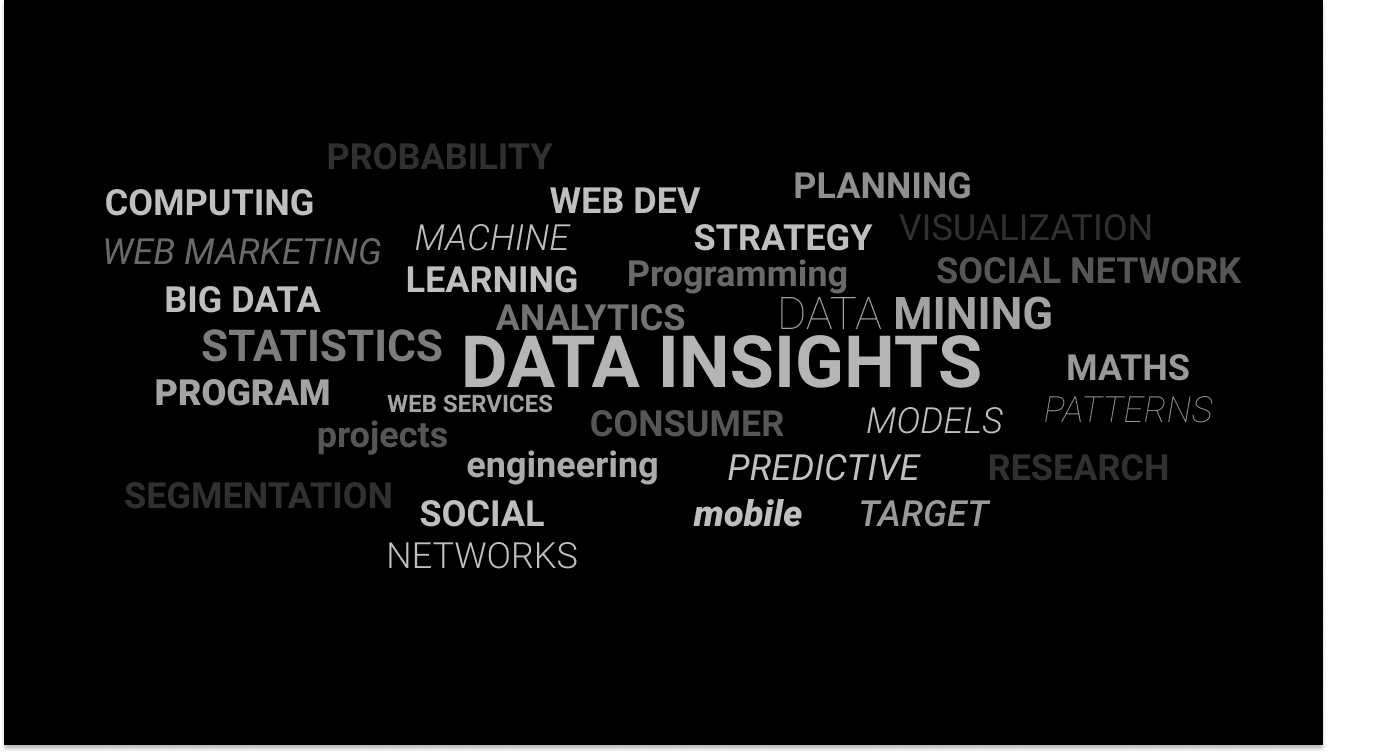 PROBABILITY
PLANNING
COMPUTING
WEB DEV
VISUALIZATION
WEB MARKETING
MACHINE
STRATEGY
LEARNING
Programming
SOCIAL NETWORK
BIG DATA
ANALYTICS
DATA MINING
STATISTICS
DATA INSIGHTS
MATHS
PROGRAM
WEB SERVICES
PATTERNS
projects
CONSUMER
MODELS
engineering
PREDICTIVE
RESEARCH
SEGMENTATION
SOCIAL
mobile
TARGET
NETWORKS